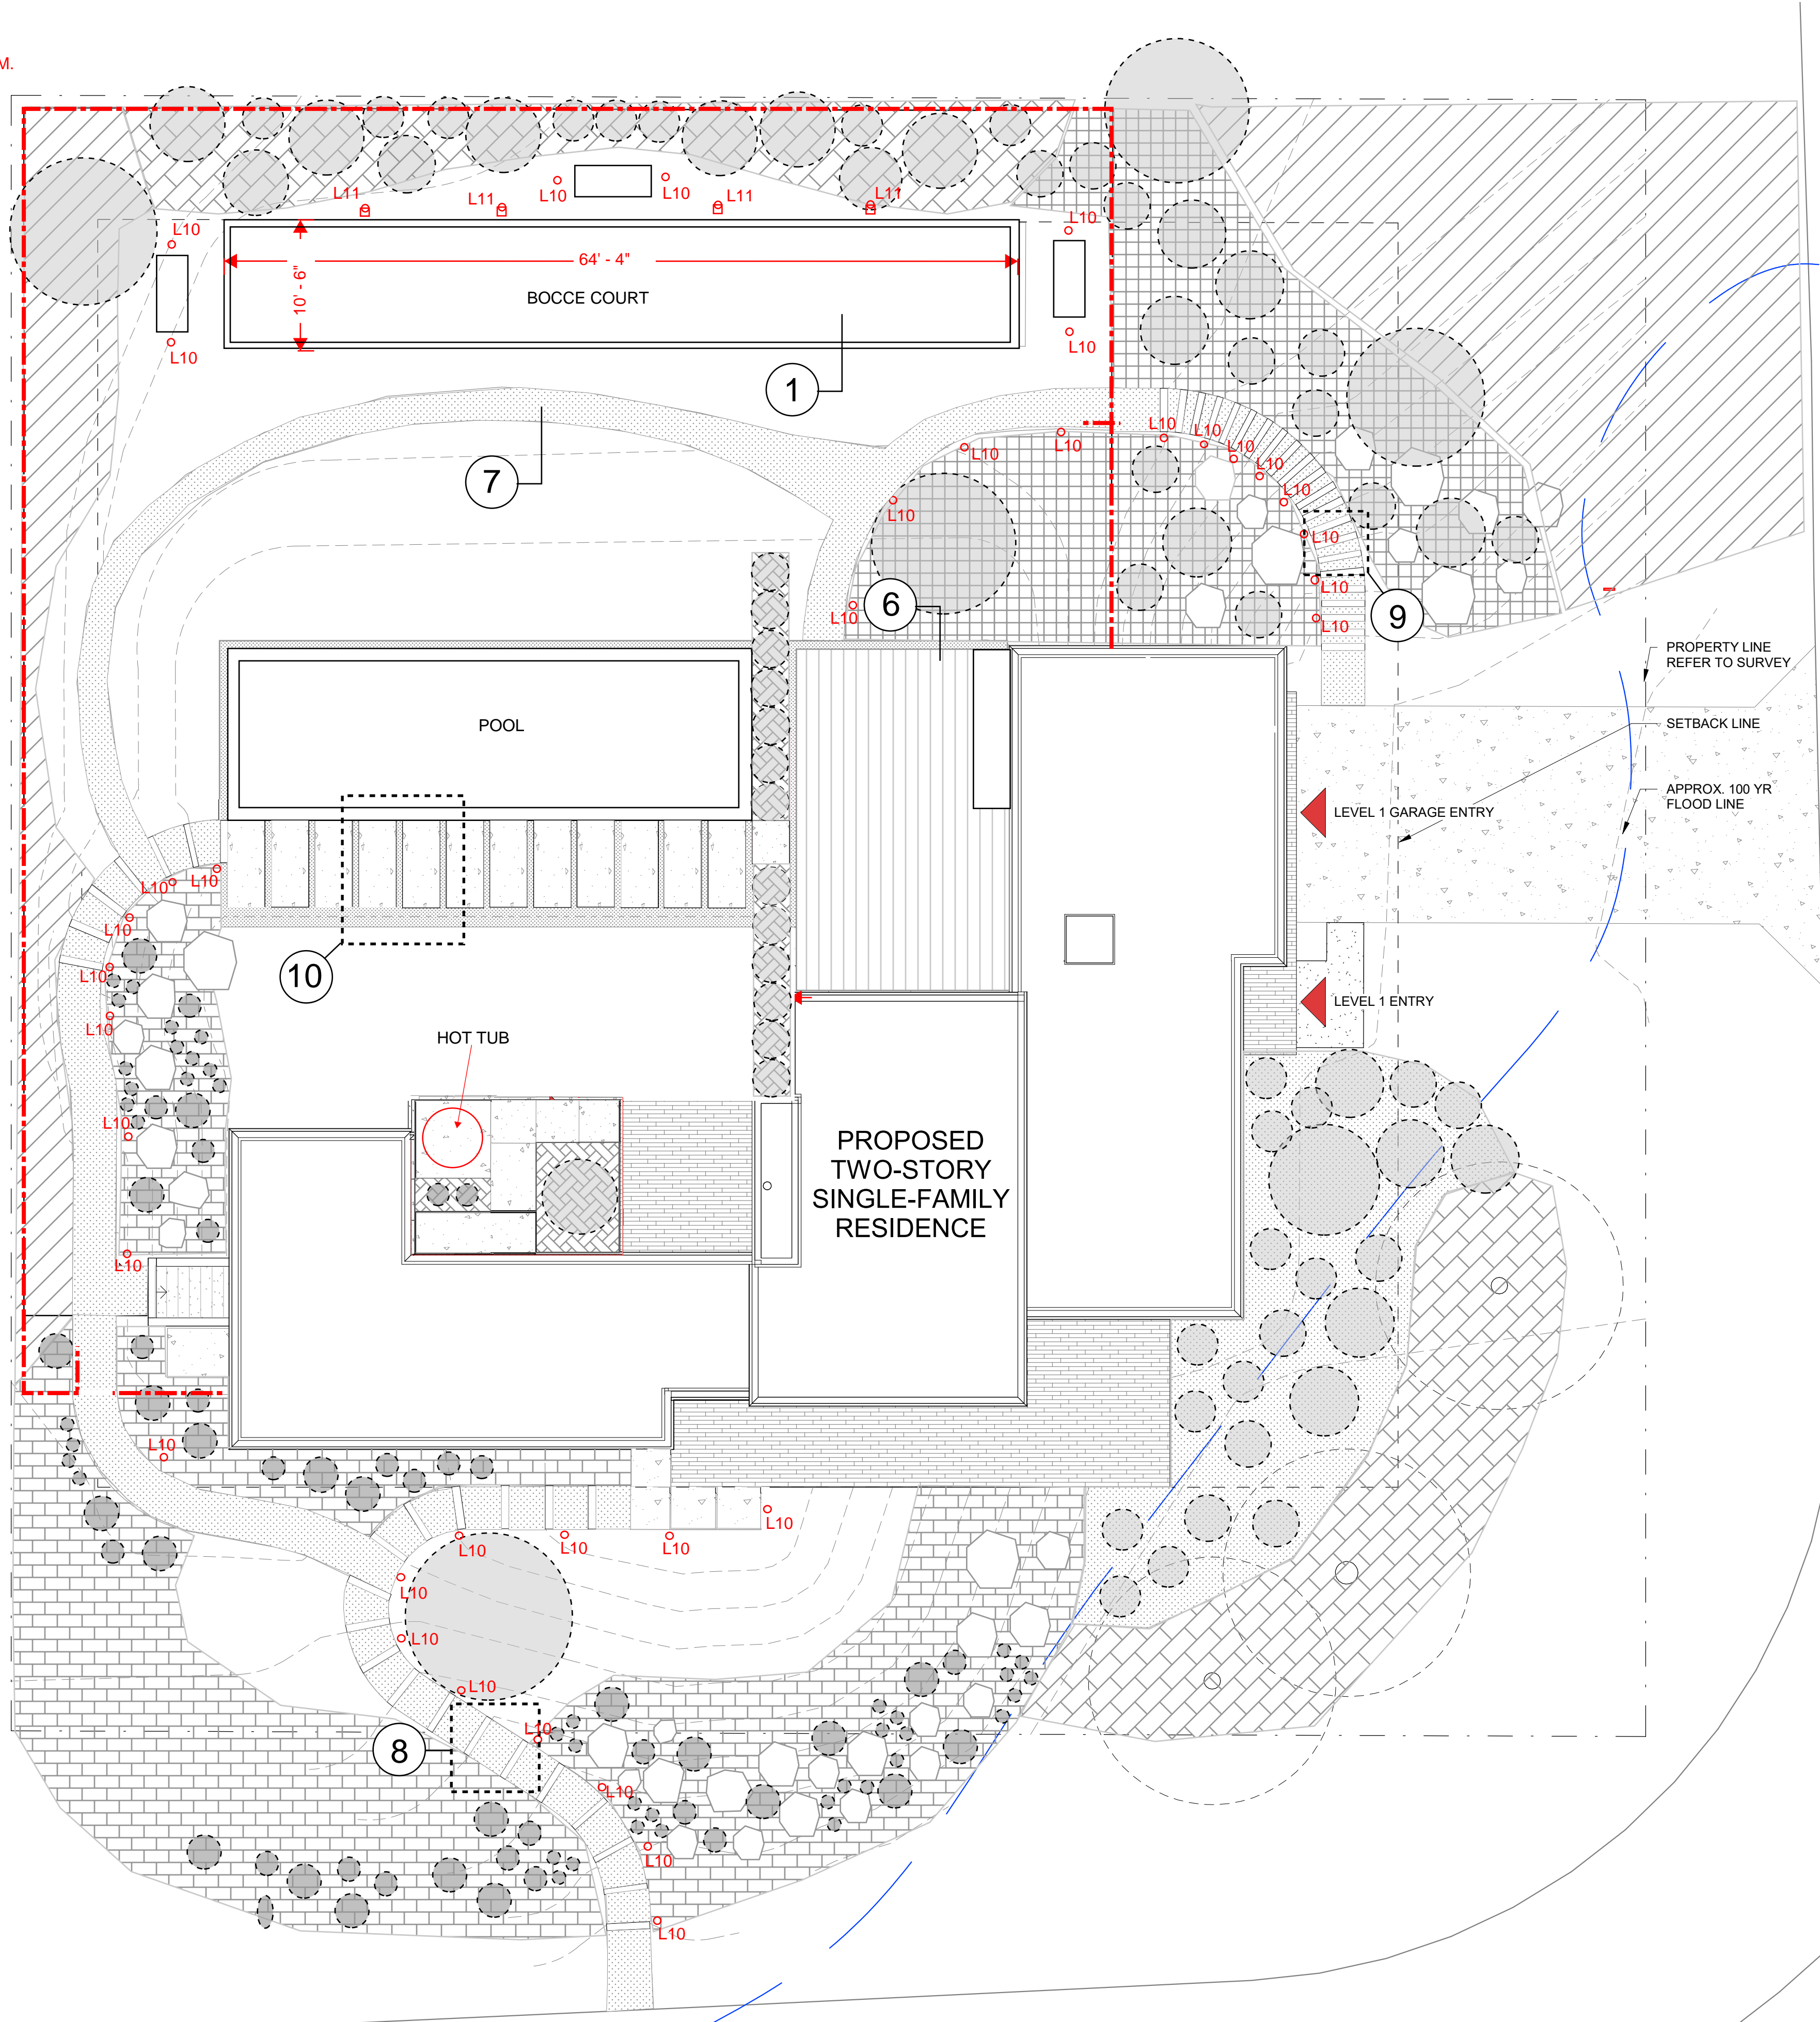 M.
L11
L11
L10
L10
L11
L11
L10
L10
64' - 4"
10' - 6"
BOCCE COURT
L10
L10
1
7
L10
L10
L10
L10
L10
L10
L10
L10
L10
L10
L10
L10
6
9
PROPERTY LINE
REFER TO SURVEY
SETBACK LINE
APPROX. 100 YR
FLOOD LINE
POOL
LEVEL 1 GARAGE ENTRY
LEVEL 1 ENTRY
L10
L10
L10
L10
L10
10
HOT TUB
L10
L10
PROPOSED
TWO-STORY
SINGLE-FAMILY
RESIDENCE
L10
L10
L10
L10
L10
L10
L10
L10
L10
8
L10
L10
L10